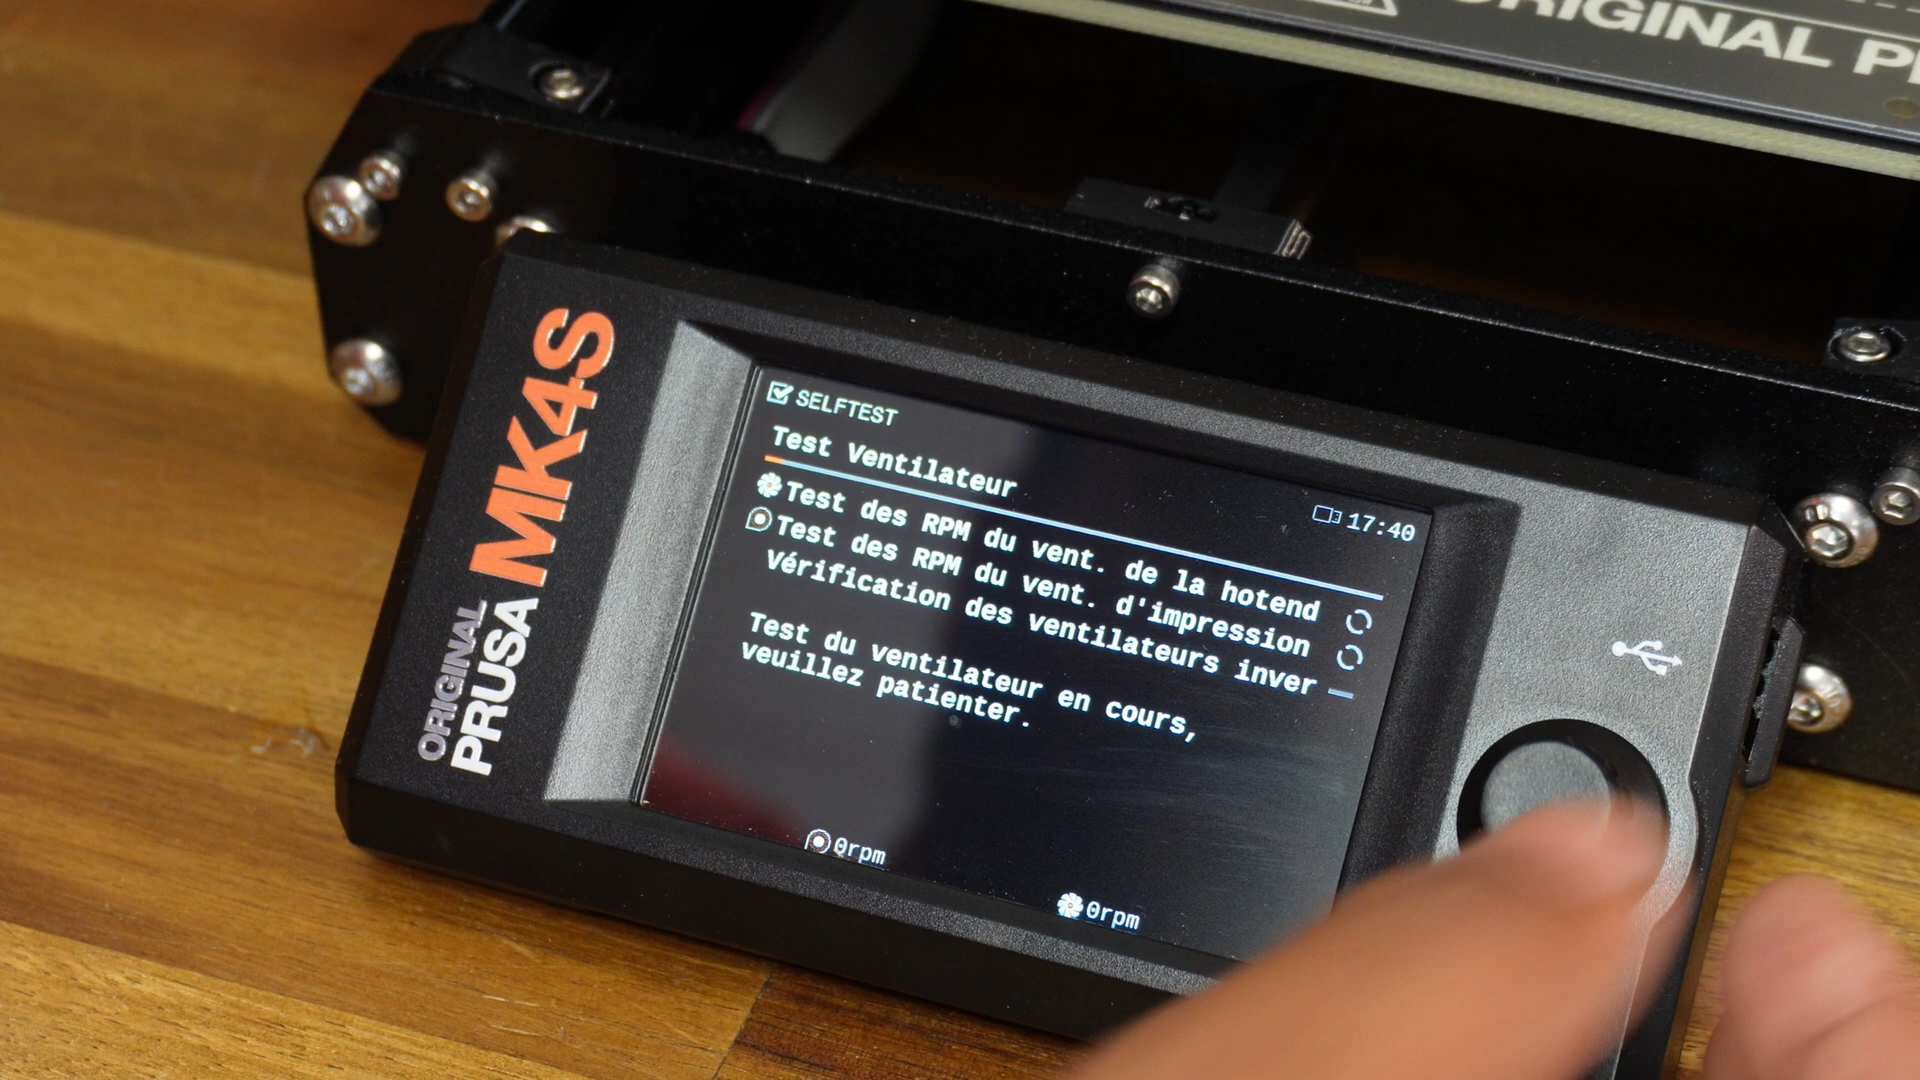 ORIGINAL
ORIGINAL PRUSA
MK4S
SELFTEST
17:40
Test Ventilateur
Test des RPM du vent. de la hotend
Test des RPM du vent. d'impression
Vérification des ventilateurs inver
Test du ventilateur en cours,
veuillez patienter.
0rpm
0rpm